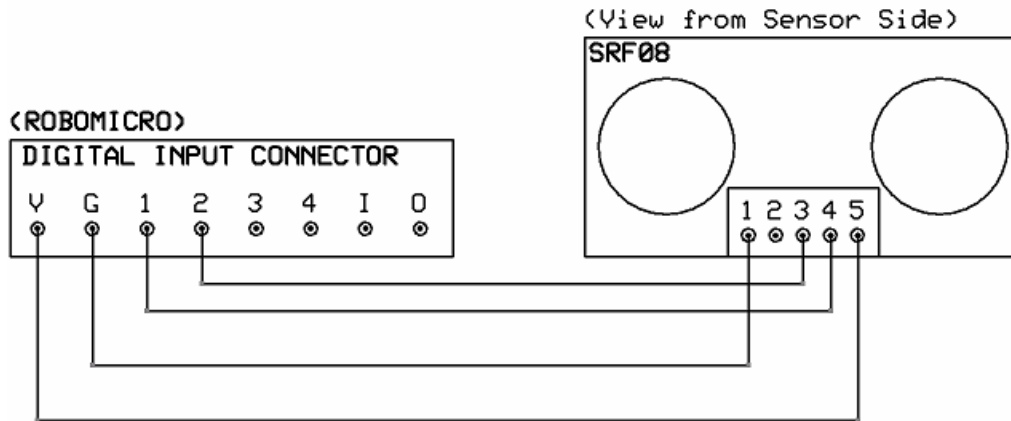 (View from Sensor Side)
SRF08
(ROBOMICRO)
DIGITAL INPUT CONNECTOR
V G 1 2 3 4 I O
1 2 3 4 5